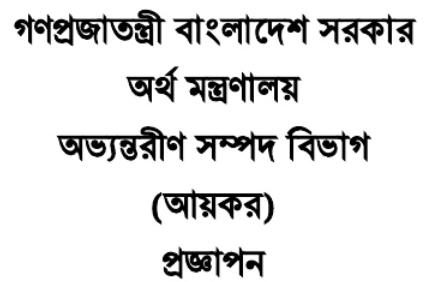 গণপ্রজাতন্ত্রী বাংলাদেশ সরকার
অর্থ মন্ত্রণালয়
অভ্যন্তরীণ সম্পদ বিভাগ
(আয়কর)
প্রজ্ঞাপন